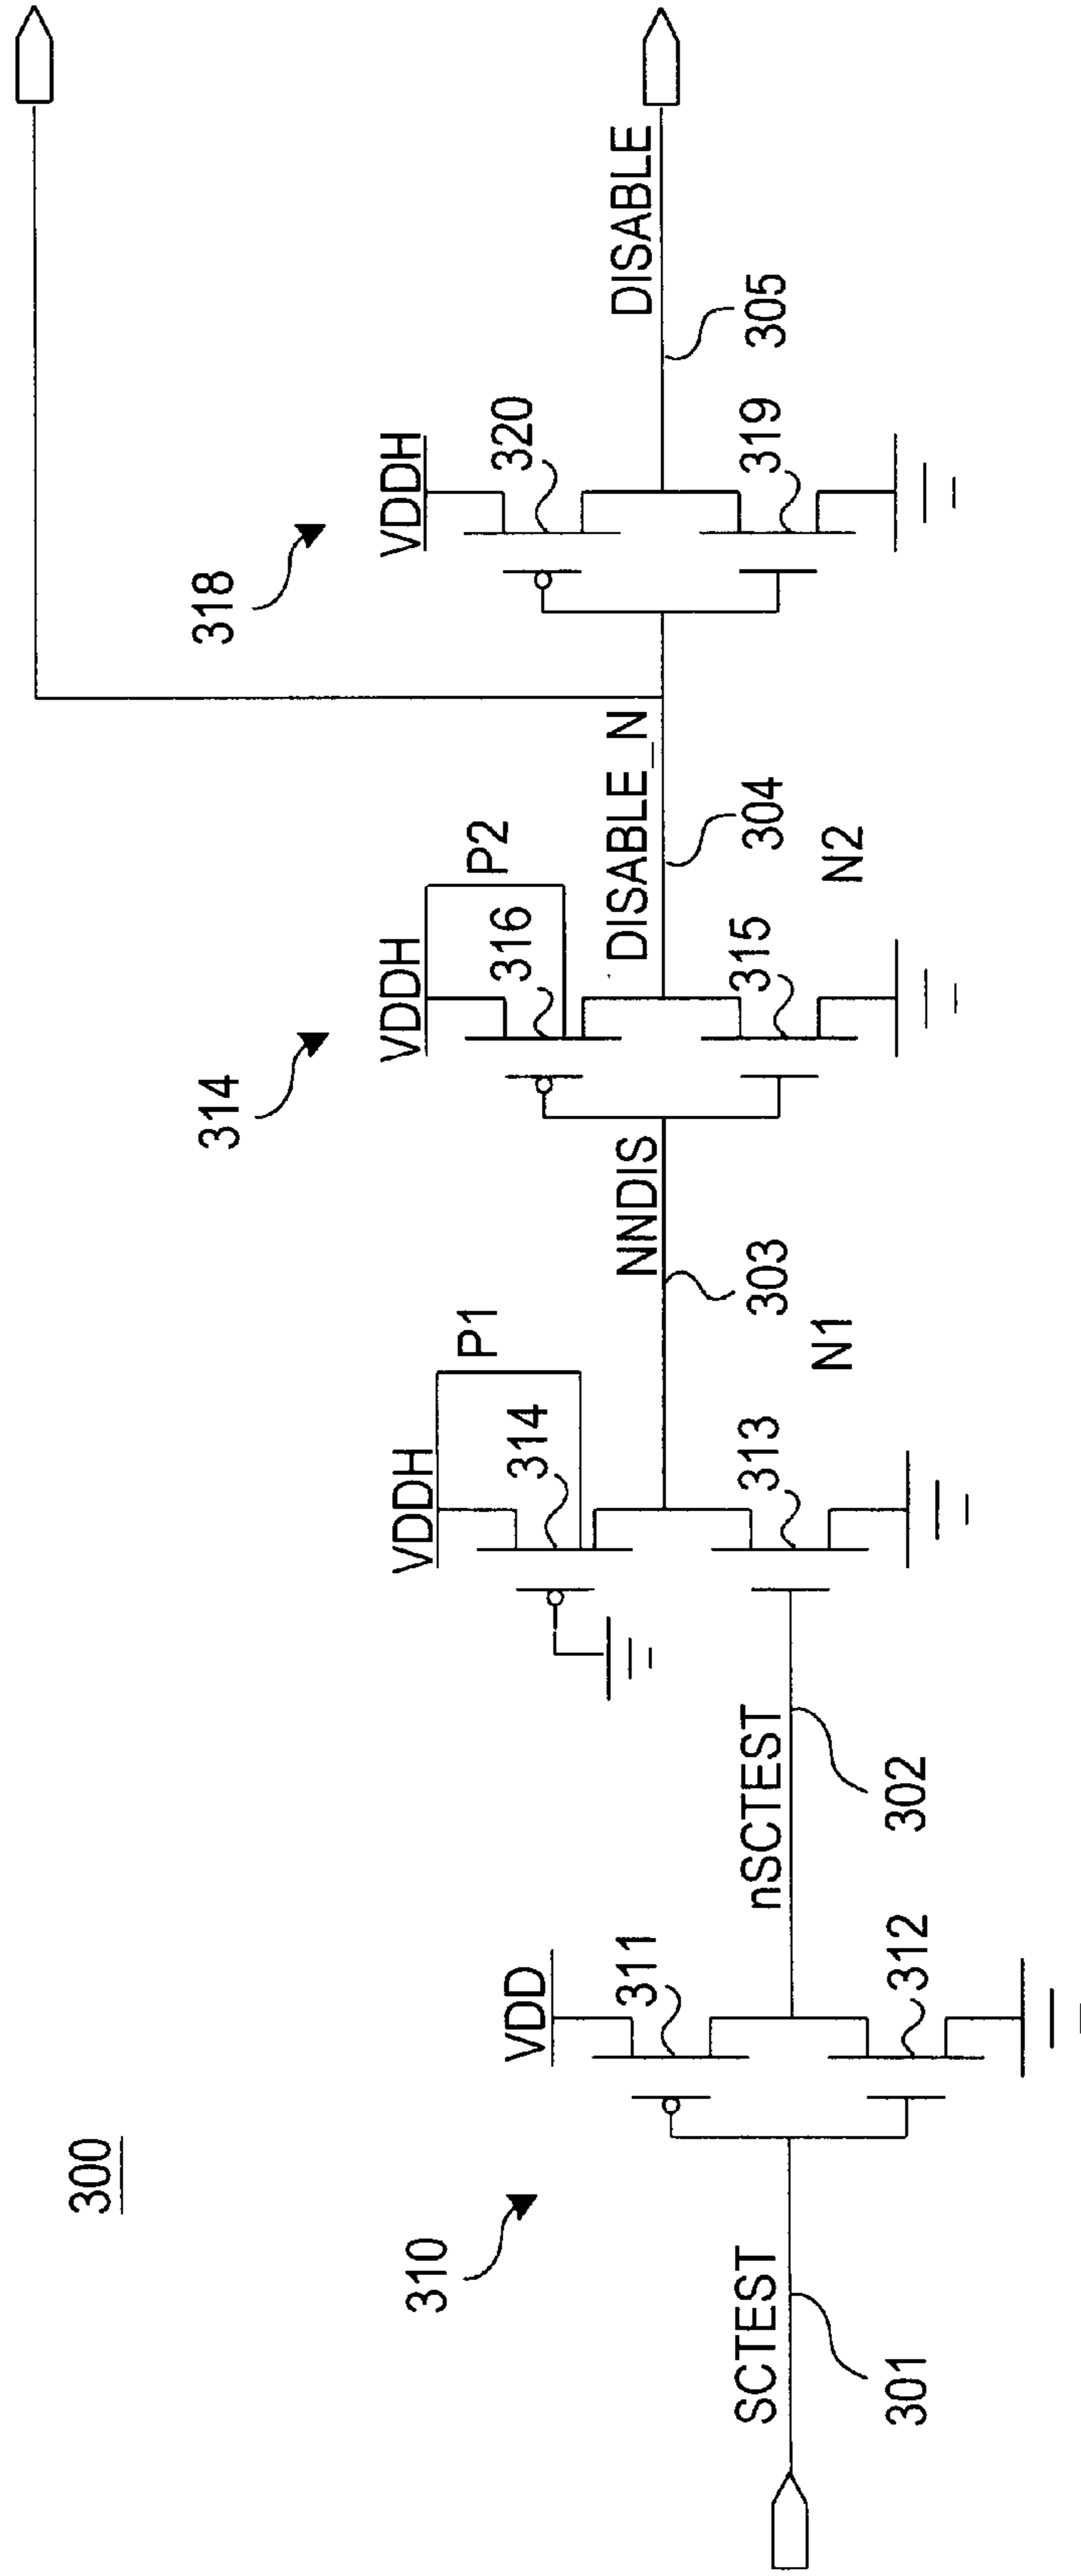 300
310
SCTEST
301
VDD
311
312
nSCTEST
302
VDDH
P1
314
313
N1
NNDIS
303
314
VDDH
P2
316
315
N2
DISABLE_N
304
318
VDDH
320
319
DISABLE
305